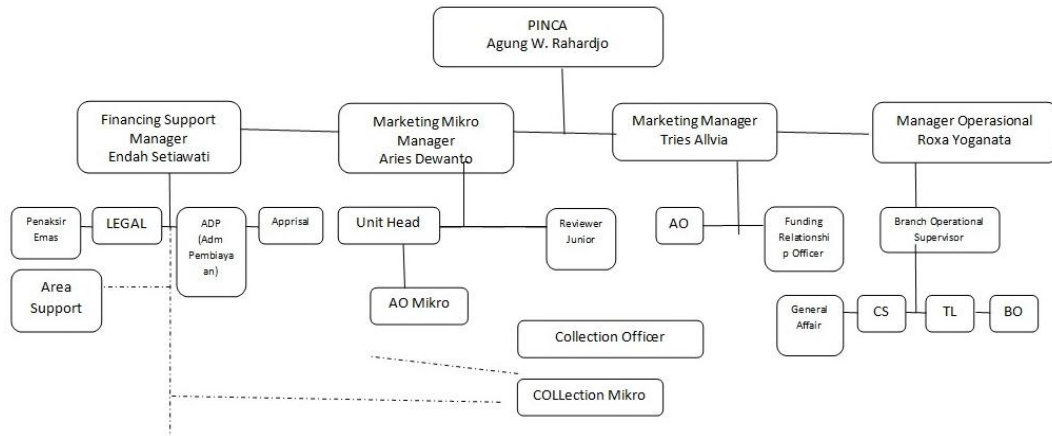 PINCA
Agung W. Rahardjo
Financing Support
Manager
Endah Setiawati
Marketing Mikro
Manager
Aries Dewanto
Marketing Manager
Tries Allvia
Manager Operasional
Roxa Yoganata
Penaksir
Emas
LEGAL
ADP
(Adm
Pembiaya
an)
Apprisal
Unit Head
Reviewer
Junior
AO
Funding
Relationshi
p Officer
Branch Operational
Supervisor
Area
Support
AO Mikro
General
Affair
CS
TL
BO
Collection Officer
COLLection Mikro